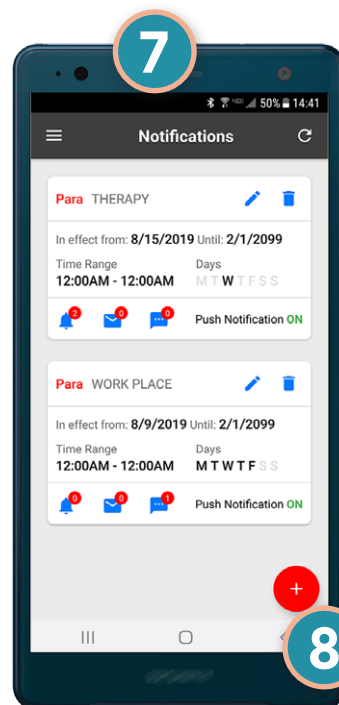 7
50% 14:41
Notifications
Para THERAPY
In effect from: 8/15/2019 Until: 2/1/2099
Time Range Days
12:00AM - 12:00AM M T W T F S S
2 0 0 Push Notification ON
Para WORK PLACE
In effect from: 8/9/2019 Until: 2/1/2099
Time Range Days
12:00AM - 12:00AM M T W T F S S
0 0 1 Push Notification ON
+
8